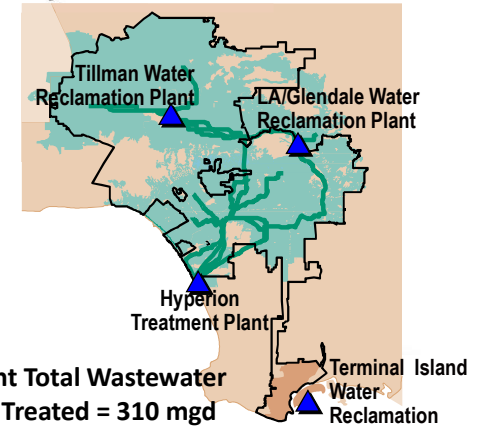 Tillman Water
Reclamation Plant
LA/Glendale Water
Reclamation Plant
Hyperion
Treatment Plant
Total Wastewater
Treated = 310 mgd
Terminal Island
Water
Reclamation